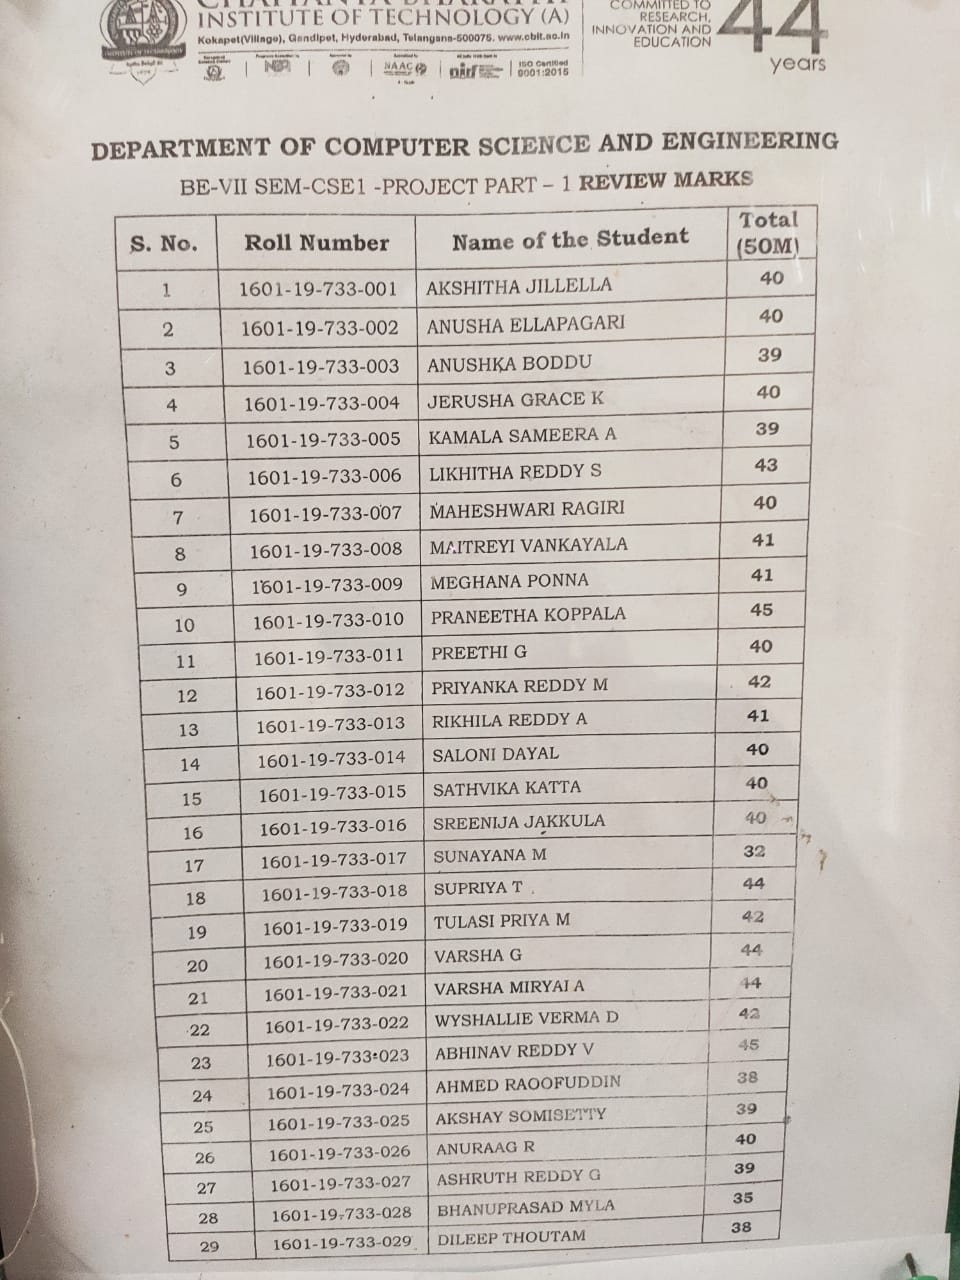 INSTITUTE OF TECHNOLOGY (A)
Kokapet(Village), Gandipet, Hyderabad, Telangana-500075. www.cbit.ac.in
COMMITTED TO
RESEARCH,
INNOVATION AND
EDUCATION
44
years
NAAC
nirf
ISO Certified
9001:2015
DEPARTMENT OF COMPUTER SCIENCE AND ENGINEERING
BE-VII SEM-CSE1 -PROJECT PART – 1 REVIEW MARKS
S. No. Roll Number Name of the Student Total (50M)
1 1601-19-733-001 AKSHITHA JILLELLA 40
2 1601-19-733-002 ANUSHA ELLAPAGARI 40
3 1601-19-733-003 ANUSHKA BODDU 39
4 1601-19-733-004 JERUSHA GRACE K 40
5 1601-19-733-005 KAMALA SAMEERA A 39
6 1601-19-733-006 LIKHITHA REDDY S 43
7 1601-19-733-007 MAHESHWARI RAGIRI 40
8 1601-19-733-008 MAITREYI VANKAYALA 41
9 1601-19-733-009 MEGHANA PONNA 41
10 1601-19-733-010 PRANEETHA KOPPALA 45
11 1601-19-733-011 PREETHI G 40
12 1601-19-733-012 PRIYANKA REDDY M 42
13 1601-19-733-013 RIKHILA REDDY A 41
14 1601-19-733-014 SALONI DAYAL 40
15 1601-19-733-015 SATHVIKA KATTA 40
16 1601-19-733-016 SREENIJA JAKKULA 40
17 1601-19-733-017 SUNAYANA M 32
18 1601-19-733-018 SUPRIYA T 44
19 1601-19-733-019 TULASI PRIYA M 42
20 1601-19-733-020 VARSHA G 44
21 1601-19-733-021 VARSHA MIRYALA 44
22 1601-19-733-022 WYSHALLIE VERMA D 42
23 1601-19-733-023 ABHINAV REDDY V 45
24 1601-19-733-024 AHMED RAOOFUDDIN 38
25 1601-19-733-025 AKSHAY SOMISETTY 39
26 1601-19-733-026 ANURAAG R 40
27 1601-19-733-027 ASHRUTH REDDY G 39
28 1601-19-733-028 BHANUPRASAD MYLA 35
29 1601-19-733-029 DILEEP THOUTAM 38